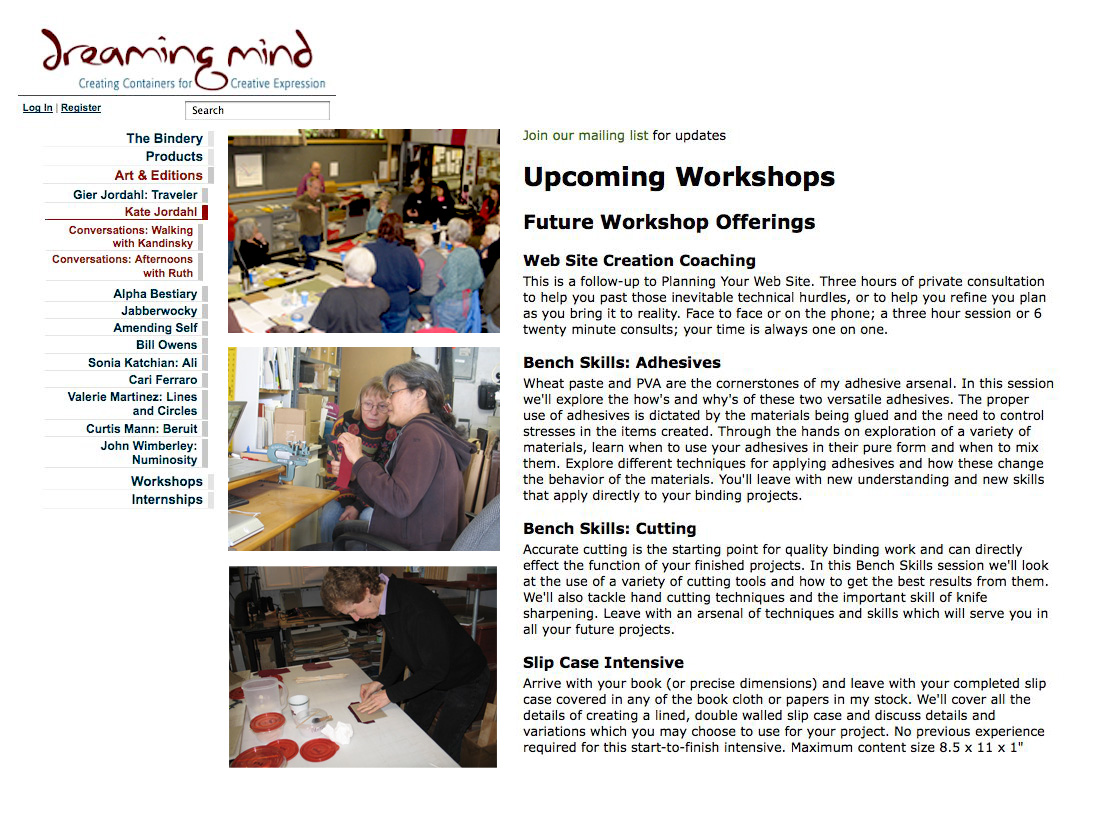 dreaming mind
Creating Containers for Creative Expression
Log In | Register
Search
The Bindery
Products
Art & Editions
Gier Jordahl: Traveler
Kate Jordahl
Conversations: Walking
with Kandinsky
Conversations: Afternoons
with Ruth
Alpha Bestiary
Jabberwocky
Amending Self
Bill Owens
Sonia Katchian: Ali
Cari Ferraro
Valerie Martinez: Lines
and Circles
Curtis Mann: Beruit
John Wimberley:
Numinosity
Workshops
Internships
Join our mailing list for updates
Upcoming Workshops
Future Workshop Offerings
Web Site Creation Coaching
This is a follow-up to Planning Your Web Site. Three hours of private consultation
to help you past those inevitable technical hurdles, or to help you refine you plan
as you bring it to reality. Face to face or on the phone; a three hour session or 6
twenty minute consults; your time is always one on one.
Bench Skills: Adhesives
Wheat paste and PVA are the cornerstones of my adhesive arsenal. In this session
we'll explore the how's and why's of these two versatile adhesives. The proper
use of adhesives is dictated by the materials being glued and the need to control
stresses in the items created. Through the hands on exploration of a variety of
materials, learn when to use your adhesives in their pure form and when to mix
them. Explore different techniques for applying adhesives and how these change
the behavior of the materials. You'll leave with new understanding and new skills
that apply directly to your binding projects.
Bench Skills: Cutting
Accurate cutting is the starting point for quality binding work and can directly
effect the function of your finished projects. In this Bench Skills session we'll look
at the use of a variety of cutting tools and how to get the best results from them.
We'll also tackle hand cutting techniques and the important skill of knife
sharpening. Leave with an arsenal of techniques and skills which will serve you in
all your future projects.
Slip Case Intensive
Arrive with your book (or precise dimensions) and leave with your completed slip
case covered in any of the book cloth or papers in my stock. We'll cover all the
details of creating a lined, double walled slip case and discuss details and
variations which you may choose to use for your project. No previous experience
required for this start-to-finish intensive. Maximum content size 8.5 x 11 x 1"